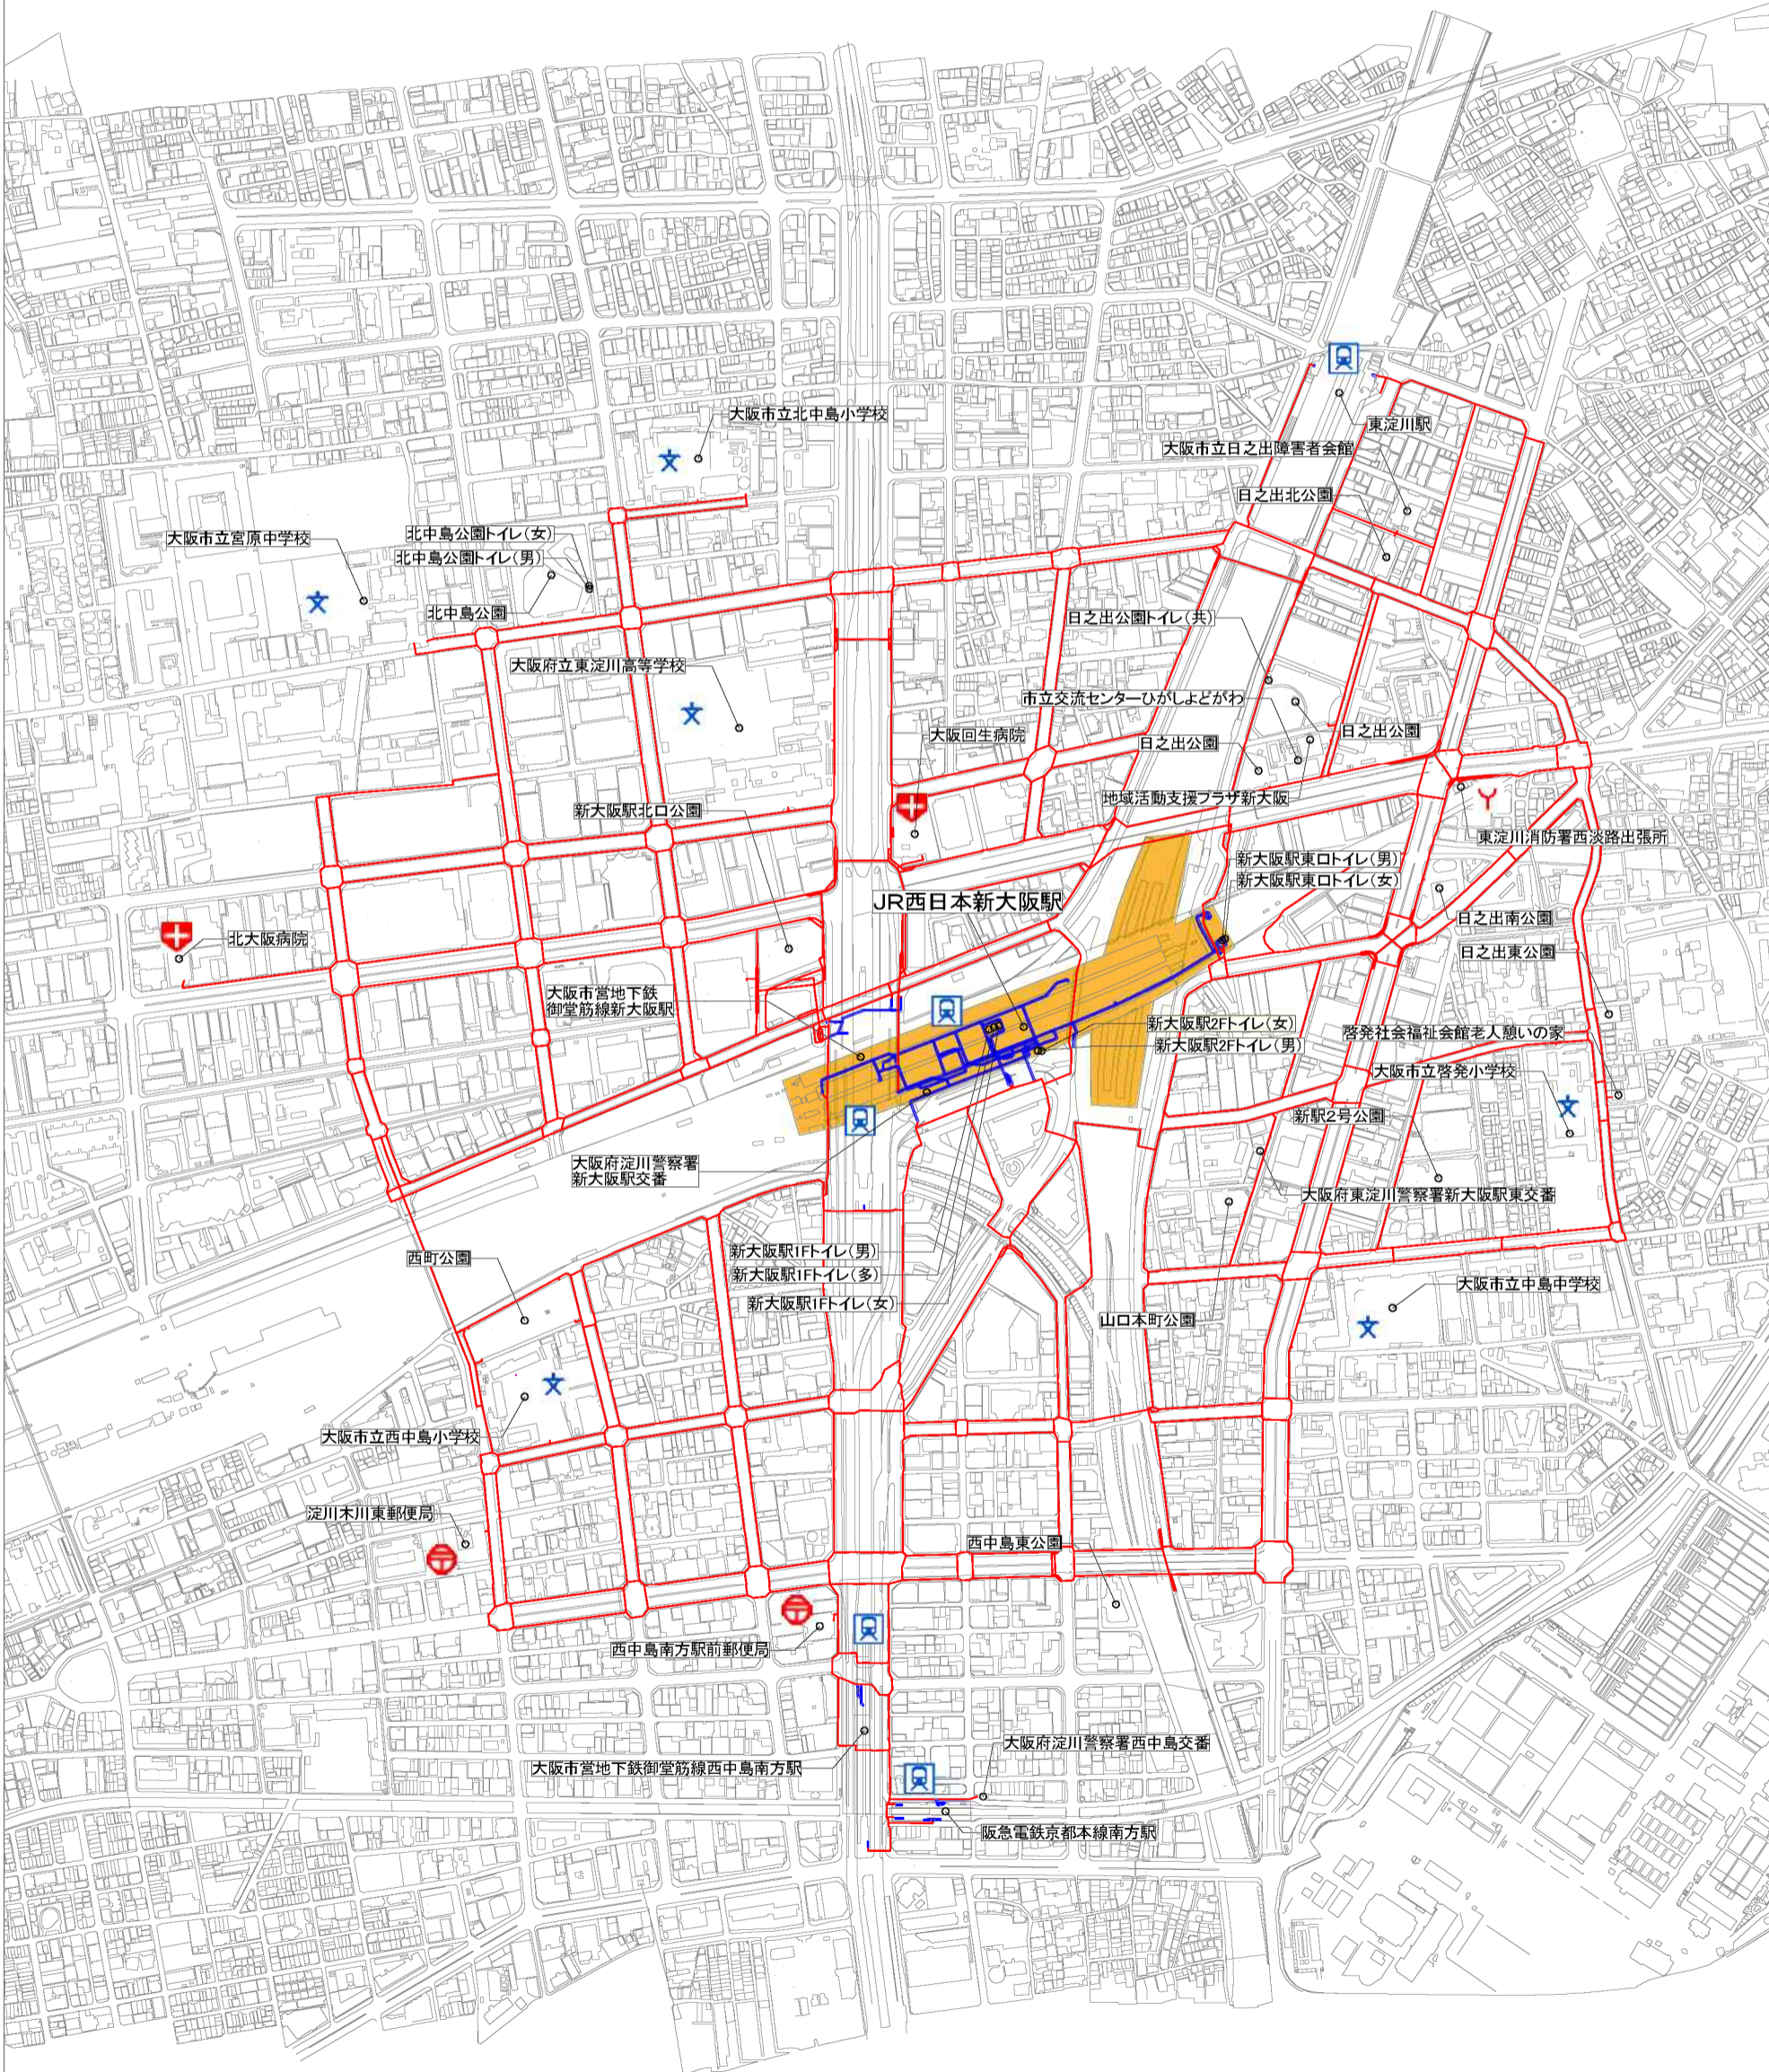 大阪市立北中島小学校
東淀川駅
大阪市立日之出障害者会館
日之出北公園
北中島公園トイレ(女)
大阪市立宮原中学校
北中島公園トイレ(男)
北中島公園
日之出公園トイレ(共)
大阪府立東淀川高等学校
市立交流センターひがしよどがわ
大阪回生病院
日之出公園
日之出公園
地域活動支援プラザ新大阪
新大阪駅北口公園
東淀川消防署西淡路出張所
新大阪駅東口トイレ(男)
新大阪駅東口トイレ(女)
JR西日本新大阪駅
日之出南公園
北大阪病院
日之出東公園
大阪市営地下鉄
御堂筋線新大阪駅
新大阪駅2Fトイレ(女)
啓発社会福祉会館老人憩いの家
新大阪駅2Fトイレ(男)
大阪市立啓発小学校
新駅2号公園
大阪府淀川警察署
新大阪駅交番
大阪府東淀川警察署新大阪駅東交番
新大阪駅1Fトイレ(男)
西町公園
新大阪駅1Fトイレ(多)
大阪市立中島中学校
新大阪駅1Fトイレ(女)
山口本町公園
大阪市立西中島小学校
淀川木川東郵便局
西中島東公園
西中島南方駅前郵便局
大阪府淀川警察署西中島交番
大阪市営地下鉄御堂筋線西中島南方駅
阪急電鉄京都本線南方駅